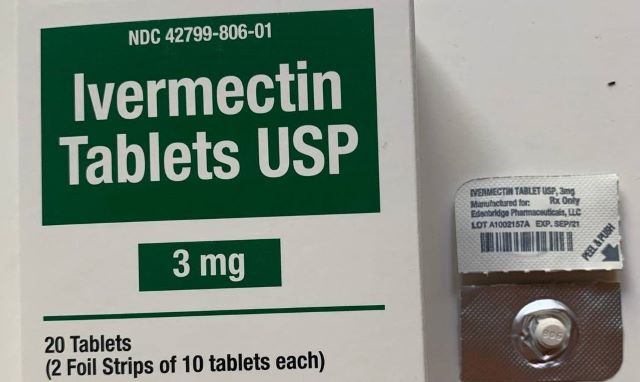 NDC 42799-806-01
Ivermectin
Tablets USP
3 mg
20 Tablets
(2 Foil Strips of 10 tablets each)
IVERMECTIN TABLET USP, 3mg
Manufactured for: Rx Only
Edenbridge Pharmaceuticals, LLC
LOT A1002157A EXP. SEP/21
PEEL & PUSH